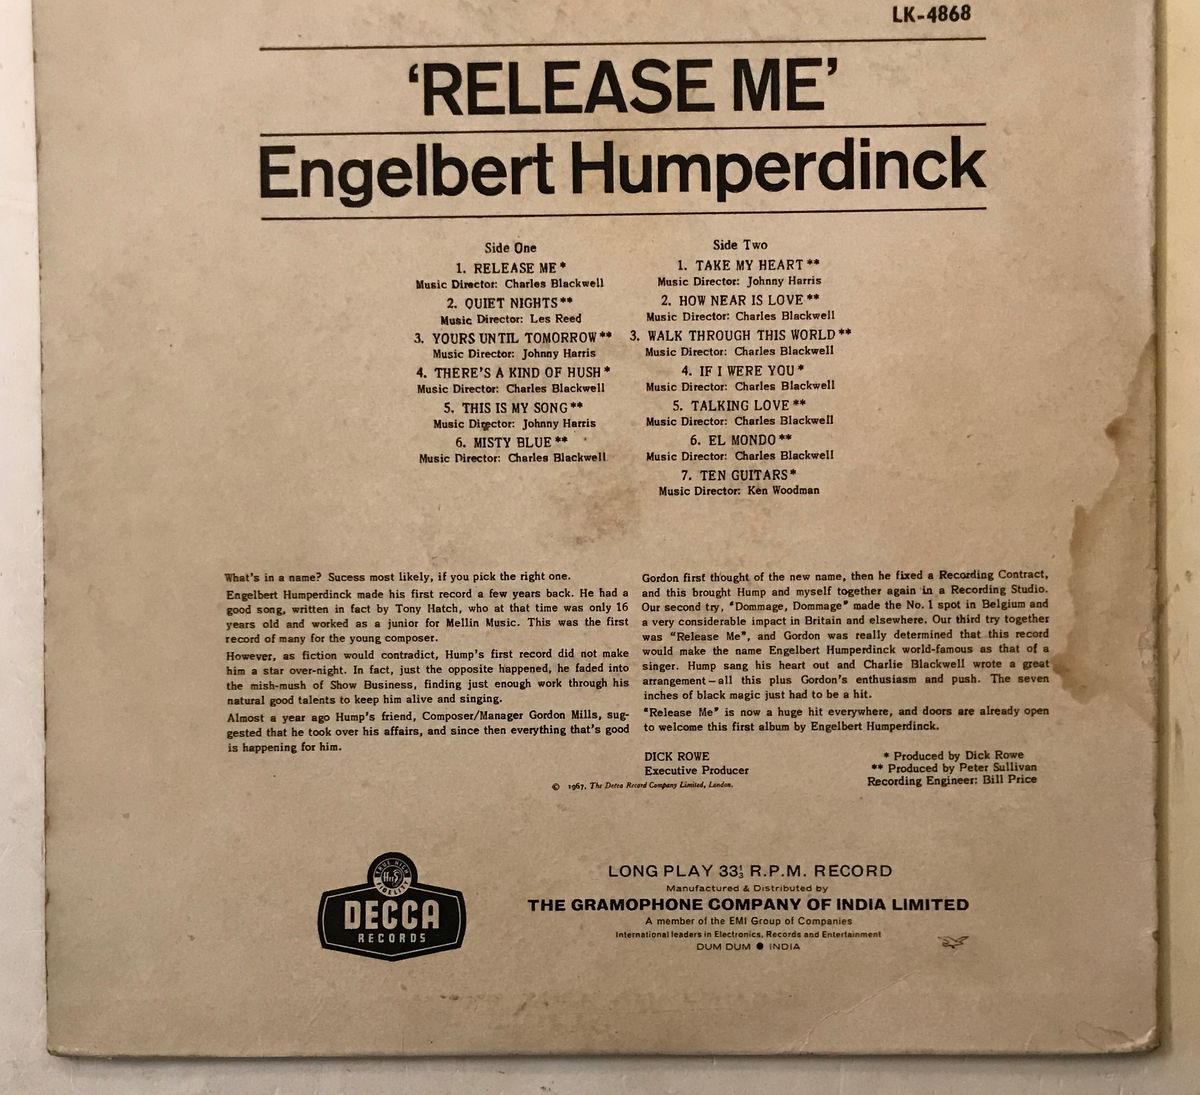 LK-4868
‘RELEASE ME’
Engelbert Humperdinck
Side One
1. RELEASE ME*
Music Director: Charles Blackwell
2. QUIET NIGHTS**
Music Director: Les Reed
3. YOURS UNTIL TOMORROW**
Music Director: Johnny Harris
4. THERE'S A KIND OF HUSH*
Music Director: Charles Blackwell
5. THIS IS MY SONG**
Music Director: Johnny Harris
6. MISTY BLUE**
Music Director: Charles Blackwell
Side Two
1. TAKE MY HEART**
Music Director: Johnny Harris
2. HOW NEAR IS LOVE**
Music Director: Charles Blackwell
3. WALK THROUGH THIS WORLD**
Music Director: Charles Blackwell
4. IF I WERE YOU*
Music Director: Charles Blackwell
5. TALKING LOVE**
Music Director: Charles Blackwell
6. EL MONDO**
Music Director: Charles Blackwell
7. TEN GUITARS*
Music Director: Ken Woodman
What's in a name? Sucess most likely, if you pick the right one.
Engelbert Humperdinck made his first record a few years back. He had a
good song, written in fact by Tony Hatch, who at that time was only 16
years old and worked as a junior for Mellin Music. This was the first
record of many for the young composer.
However, as fiction would contradict, Hump's first record did not make
him a star over-night. In fact, just the opposite happened, he faded into
the mish-mush of Show Business, finding just enough work through his
natural good talents to keep him alive and singing.
Almost a year ago Hump's friend, Composer/Manager Gordon Mills, sug-
gested that he took over his affairs, and since then everything that's good
is happening for him.
Gordon first thought of the new name, then he fixed a Recording Contract,
and this brought Hump and myself together again in a Recording Studio.
Our second try, "Dommage, Dommage" made the No. 1 spot in Belgium and
a very considerable impact in Britain and elsewhere. Our third try together
was "Release Me", and Gordon was really determined that this record
would make the name Engelbert Humperdinck world-famous as that of a
singer. Hump sang his heart out and Charlie Blackwell wrote a great
arrangement—all this plus Gordon's enthusiasm and push. The seven
inches of black magic just had to be a hit.
"Release Me" is now a huge hit everywhere, and doors are already open
to welcome this first album by Engelbert Humperdinck.
DICK ROWE
Executive Producer
* Produced by Dick Rowe
** Produced by Peter Sullivan
Recording Engineer: Bill Price
© 1967, The Decca Record Company Limited, London.
TRUE HIGH
ffrr
FIDELITY
DECCA
RECORDS
LONG PLAY 33⅓ R.P.M. RECORD
Manufactured & Distributed by
THE GRAMOPHONE COMPANY OF INDIA LIMITED
A member of the EMI Group of Companies
International leaders in Electronics, Records and Entertainment
DUM DUM ● INDIA